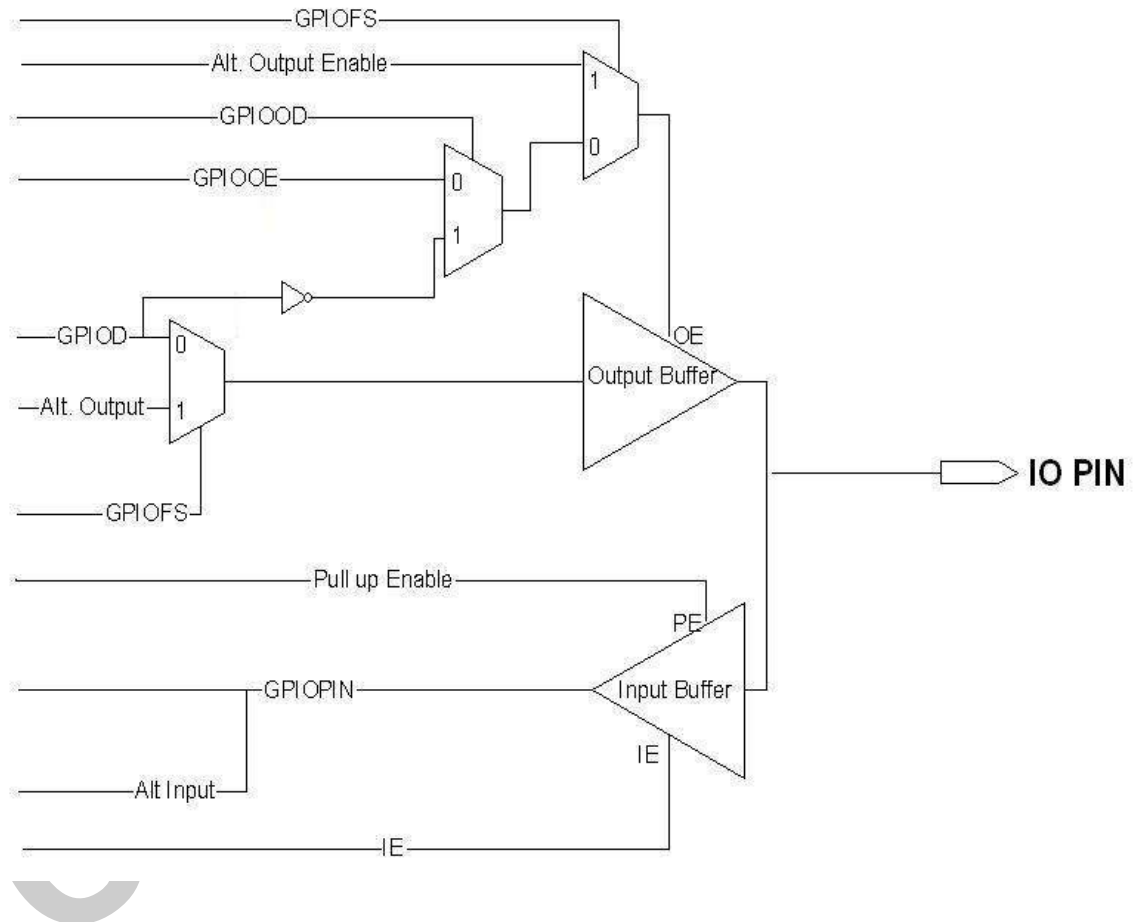 GPIOFS
Alt. Output Enable
1
GPIOOD
0
GPIOOE
0
1
GPIOD
0
OE
Output Buffer
Alt. Output
1
IO PIN
GPIOFS
Pull up Enable
PE
GPIOPIN
Input Buffer
IE
Alt Input
IE